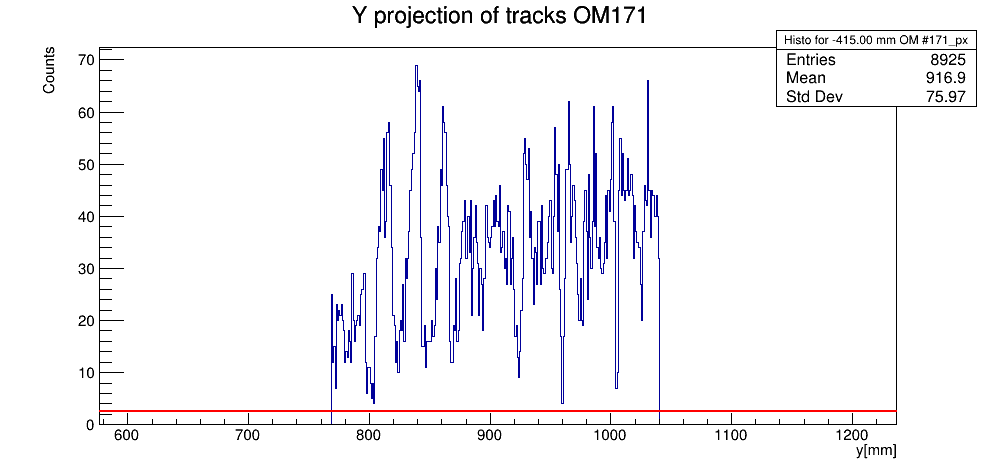 Y projection of tracks OM171
Histo for -415.00 mm OM #171_px
Entries 8925
Mean 916.9
Std Dev 75.97
Counts
70
60
50
40
30
20
10
0
600 700 800 900 1000 1100 1200
y[mm]